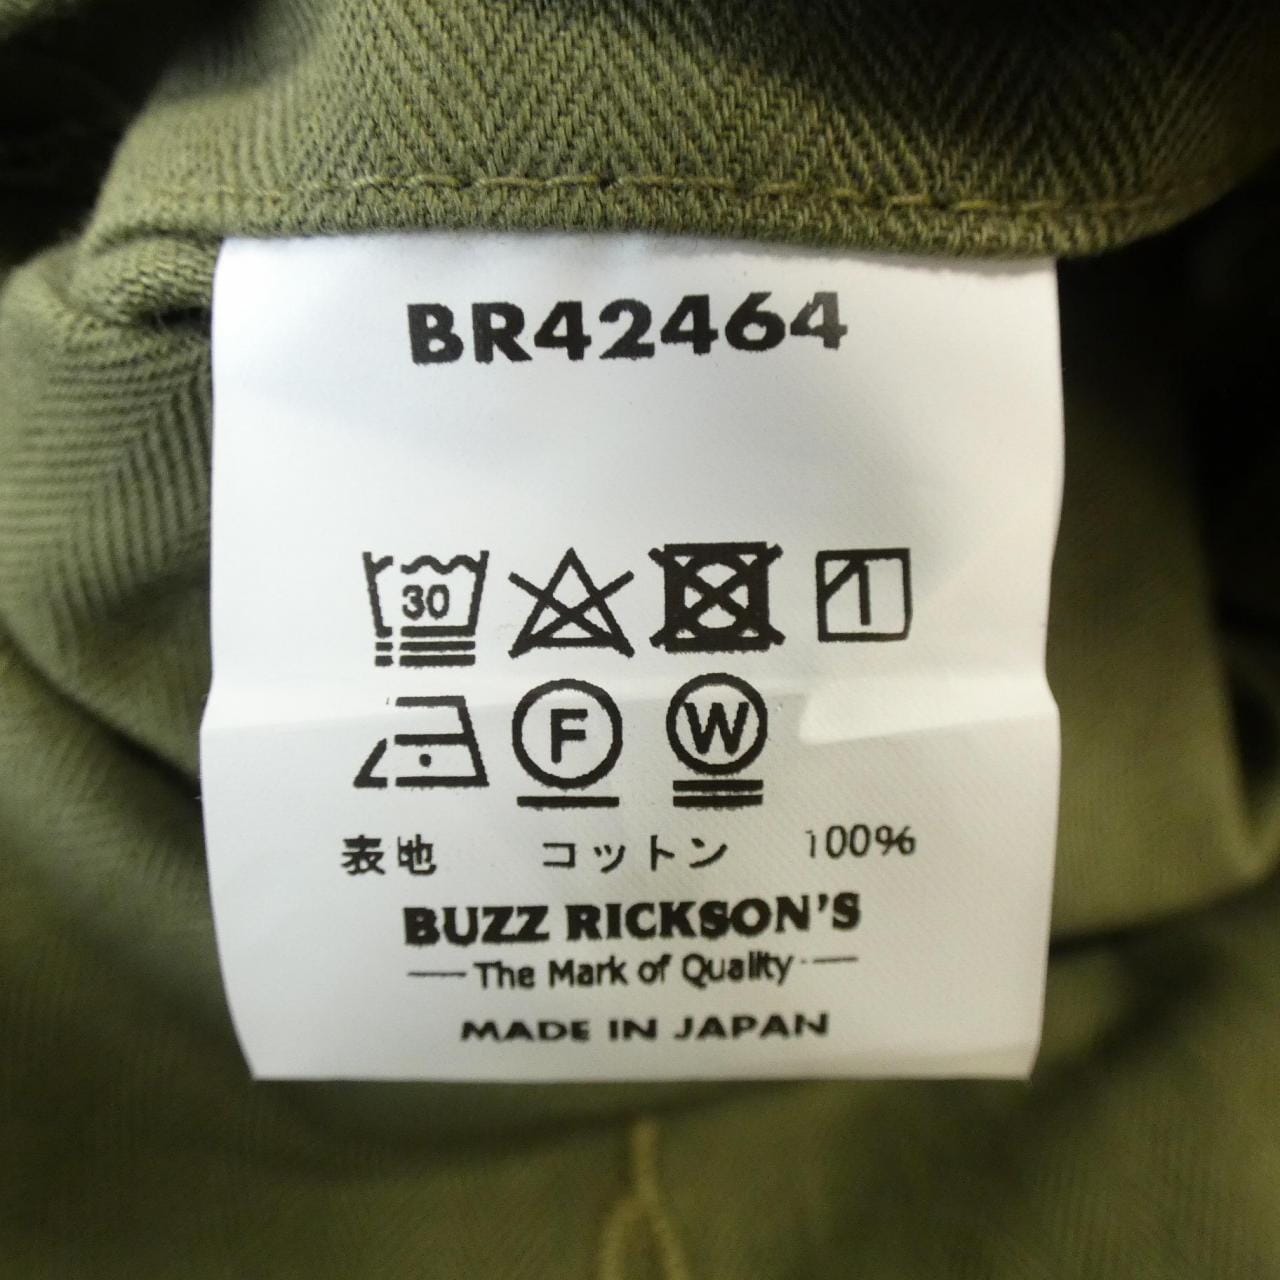 BR42464
30
F W
表地 コットン 100%
BUZZ RICKSON'S
The Mark of Quality
MADE IN JAPAN